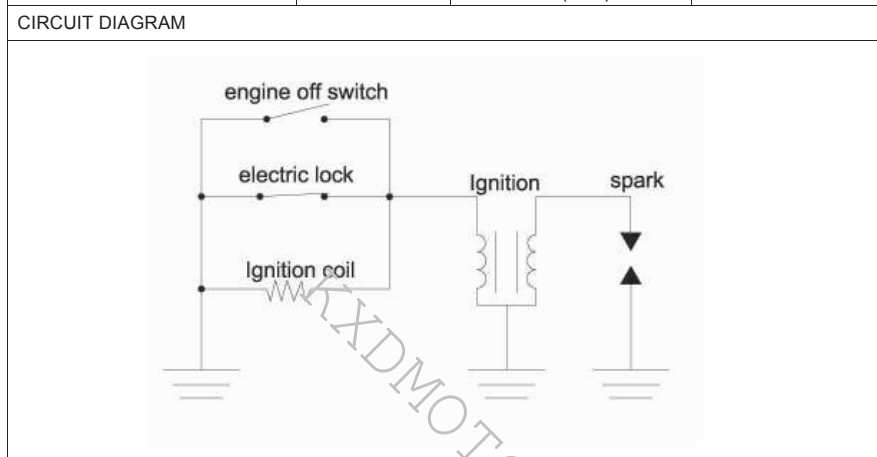 CIRCUIT DIAGRAM
engine off switch
electric lock
Ignition
spark
Ignition coil
KXDMOTO